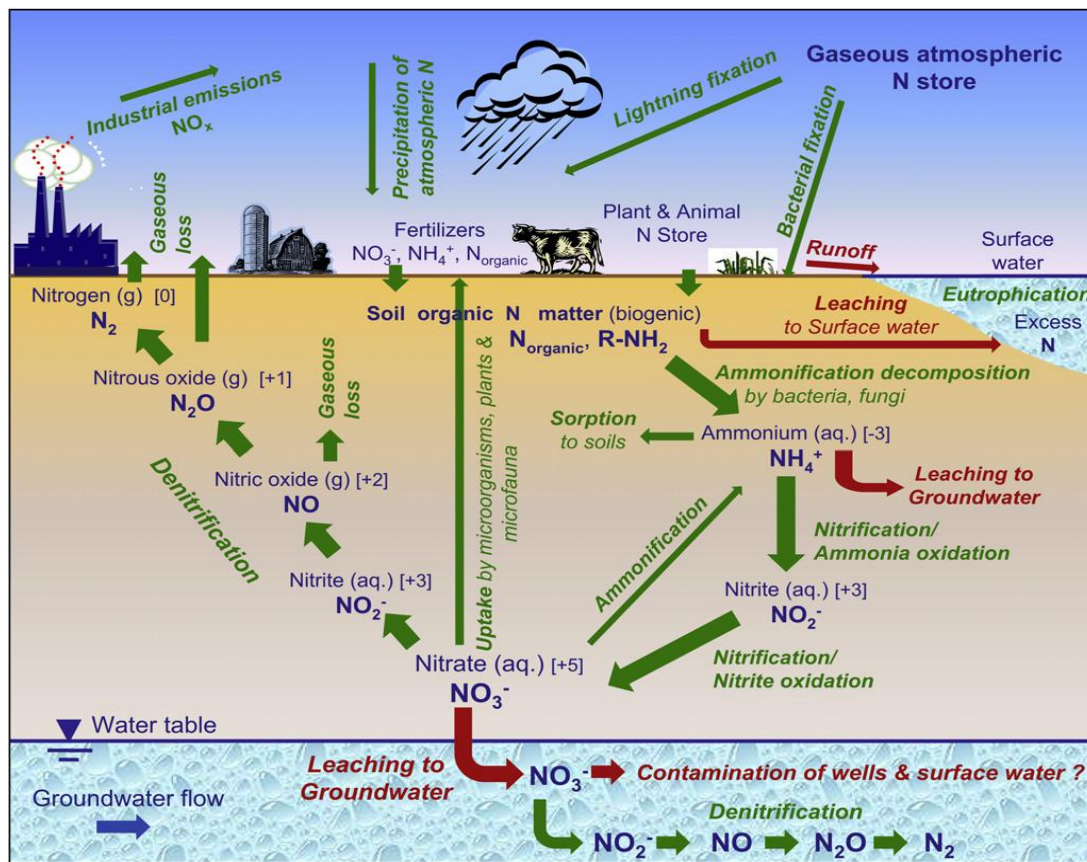 Gaseous atmospheric
N store
Industrial emissions
NOₓ
Precipitation of
atmospheric N
Lightning fixation
Bacterial fixation
Gaseous
loss
Fertilizers
NO₃⁻, NH₄⁺, N_organic
Plant & Animal
N Store
Runoff
Surface
water
Nitrogen (g) [0]
N₂
Soil organic N matter (biogenic)
N_organic, R-NH₂
Leaching
to Surface water
Eutrophication
Excess
N
Nitrous oxide (g) [+1]
N₂O
Gaseous
loss
Uptake by microorganisms, plants &
microfauna
Ammonification decomposition
by bacteria, fungi
Sorption
to soils
Ammonium (aq.) [-3]
NH₄⁺
Leaching to
Groundwater
Nitric oxide (g) [+2]
NO
Denitrification
Ammonification
Nitrification/
Ammonia oxidation
Nitrite (aq.) [+3]
NO₂⁻
Nitrite (aq.) [+3]
NO₂⁻
Nitrate (aq.) [+5]
NO₃⁻
Nitrification/
Nitrite oxidation
Water table
Leaching to
Groundwater
NO₃⁻
Contamination of wells & surface water ?
Groundwater flow
Denitrification
NO₂⁻ NO N₂O N₂